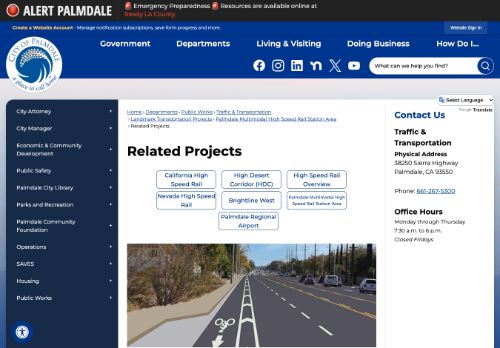 ALERT PALMDALE
🚨 Emergency Preparedness 🚨 Resources are available online at
Ready LA County.
Create a Website Account - Manage notification subscriptions, save form progress and more.
Website Sign In
CITY OF PALMDALE
a place to call home
Government
Departments
Living & Visiting
Doing Business
How Do I...
What can we help you find?
Select Language
Google Translate
City Attorney +
City Manager +
Economic & Community
Development +
Public Safety +
Palmdale City Library +
Parks and Recreation +
Palmdale Community
Foundation +
Operations +
SAVES +
Housing +
Public Works +
Home › Departments › Public Works › Traffic & Transportation
› Landmark Transportation Projects › Palmdale Multimodal High Speed Rail Station Area
› Related Projects
Related Projects
California High
Speed Rail
High Desert
Corridor (HDC)
High Speed Rail
Overview
Nevada High Speed
Rail
Brightline West
Palmdale Multimodal High
Speed Rail Station Area
Palmdale Regional
Airport
Contact Us
Traffic &
Transportation
Physical Address
38250 Sierra Highway
Palmdale, CA 93550
Phone: 661-267-5300
Office Hours
Monday through Thursday
7:30 a.m. to 6 p.m.
Closed Fridays